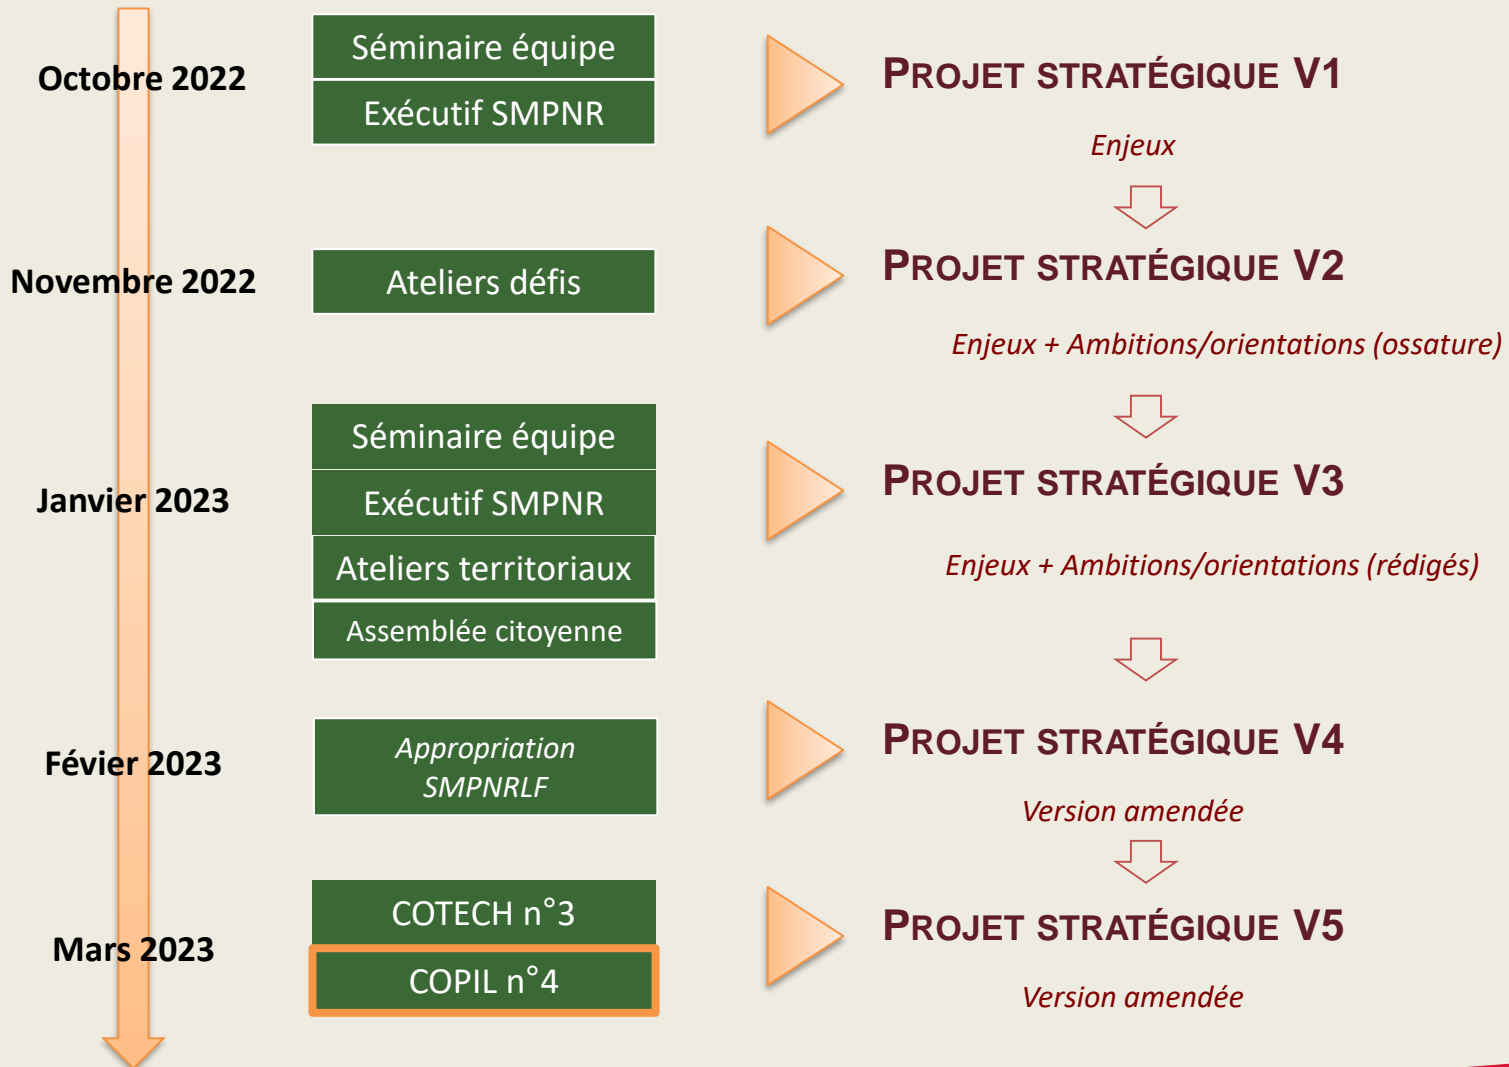 Octobre 2022
Séminaire équipe
Exécutif SMPNR
PROJET STRATÉGIQUE V1
Enjeux
Novembre 2022
Ateliers défis
PROJET STRATÉGIQUE V2
Enjeux + Ambitions/orientations (ossature)
Janvier 2023
Séminaire équipe
Exécutif SMPNR
Ateliers territoriaux
Assemblée citoyenne
PROJET STRATÉGIQUE V3
Enjeux + Ambitions/orientations (rédigés)
Févier 2023
Appropriation
SMPNRLF
PROJET STRATÉGIQUE V4
Version amendée
Mars 2023
COTECH n°3
COPIL n°4
PROJET STRATÉGIQUE V5
Version amendée